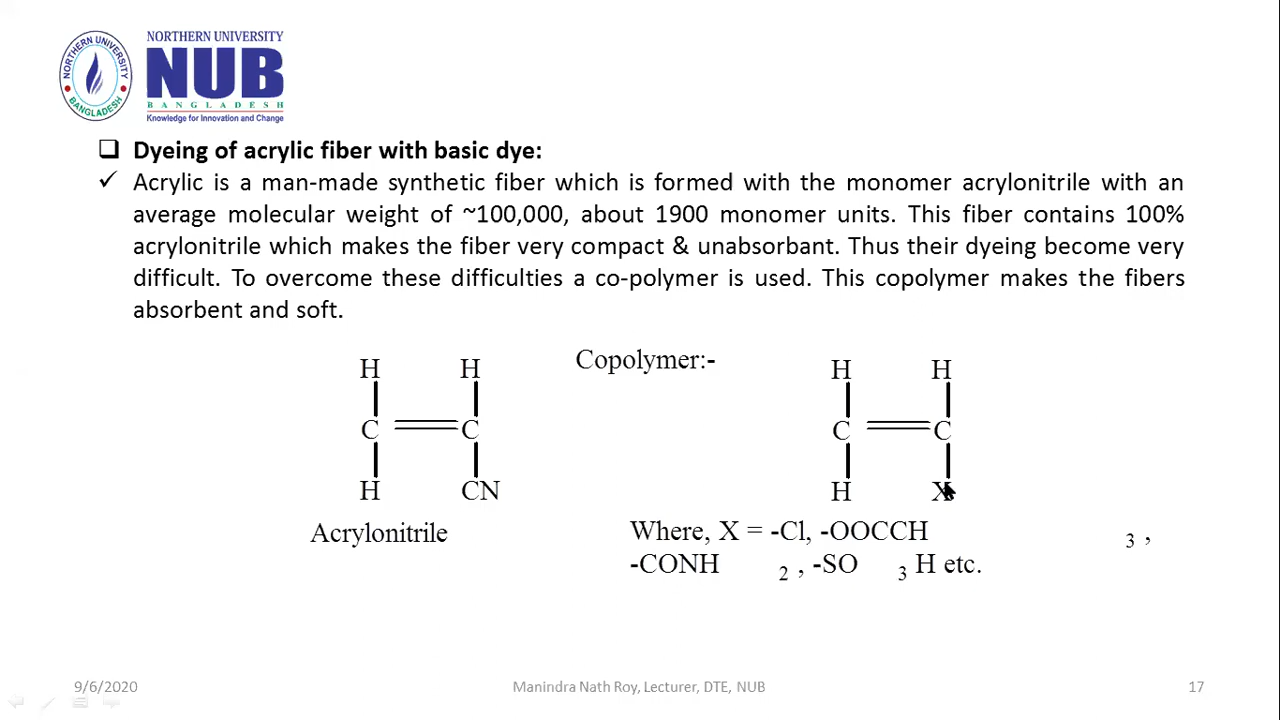 NORTHERN UNIVERSITY
NUB
BANGLADESH
Knowledge for Innovation and Change
NORTHERN UNIVERSITY
BANGLADESH
❑ Dyeing of acrylic fiber with basic dye:
✓ Acrylic is a man-made synthetic fiber which is formed with the monomer acrylonitrile with an
average molecular weight of ~100,000, about 1900 monomer units. This fiber contains 100%
acrylonitrile which makes the fiber very compact & unabsorbant. Thus their dyeing become very
difficult. To overcome these difficulties a co-polymer is used. This copolymer makes the fibers
absorbent and soft.
H H
C C
H CN
Acrylonitrile
Copolymer:-
H H
C C
H X
Where, X = -Cl, -OOCCH 3 ,
-CONH 2 , -SO 3 H etc.
9/6/2020 Manindra Nath Roy, Lecturer, DTE, NUB 17